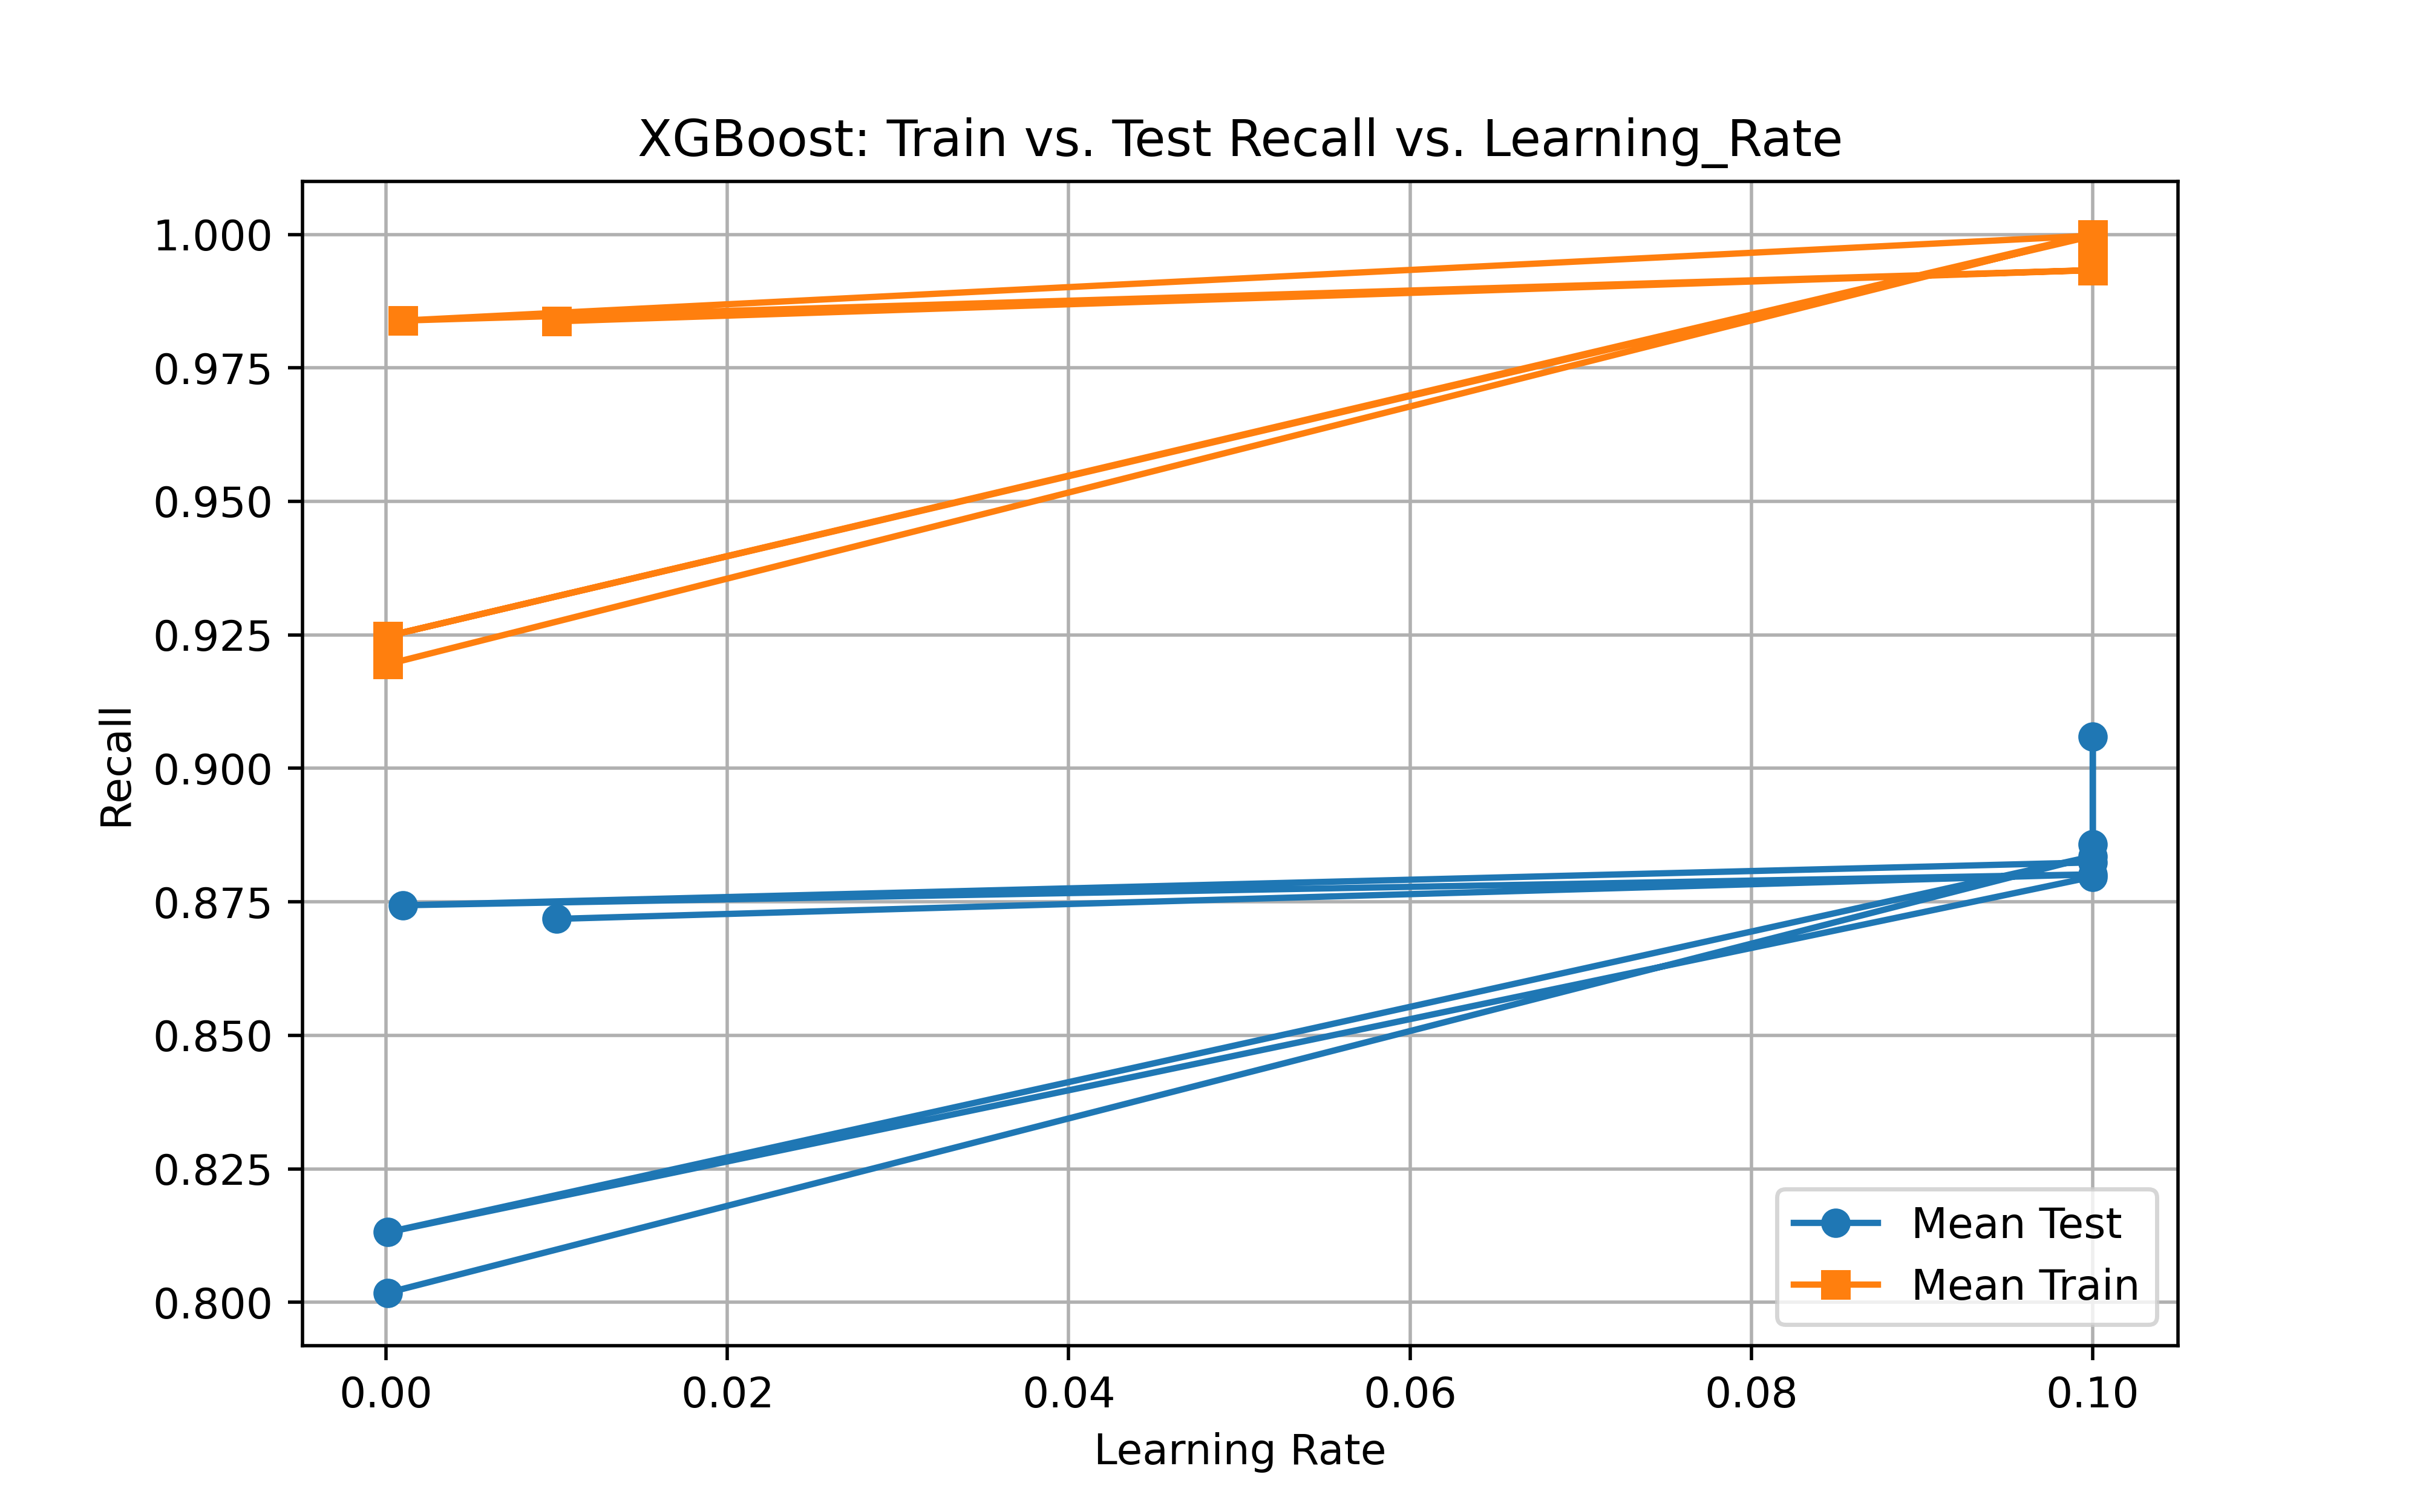 XGBoost: Train vs. Test Recall vs. Learning_Rate
1.000
0.975
0.950
0.925
0.900
0.875
0.850
0.825
0.800
Recall
0.00 0.02 0.04 0.06 0.08 0.10
Learning Rate
Mean Test
Mean Train